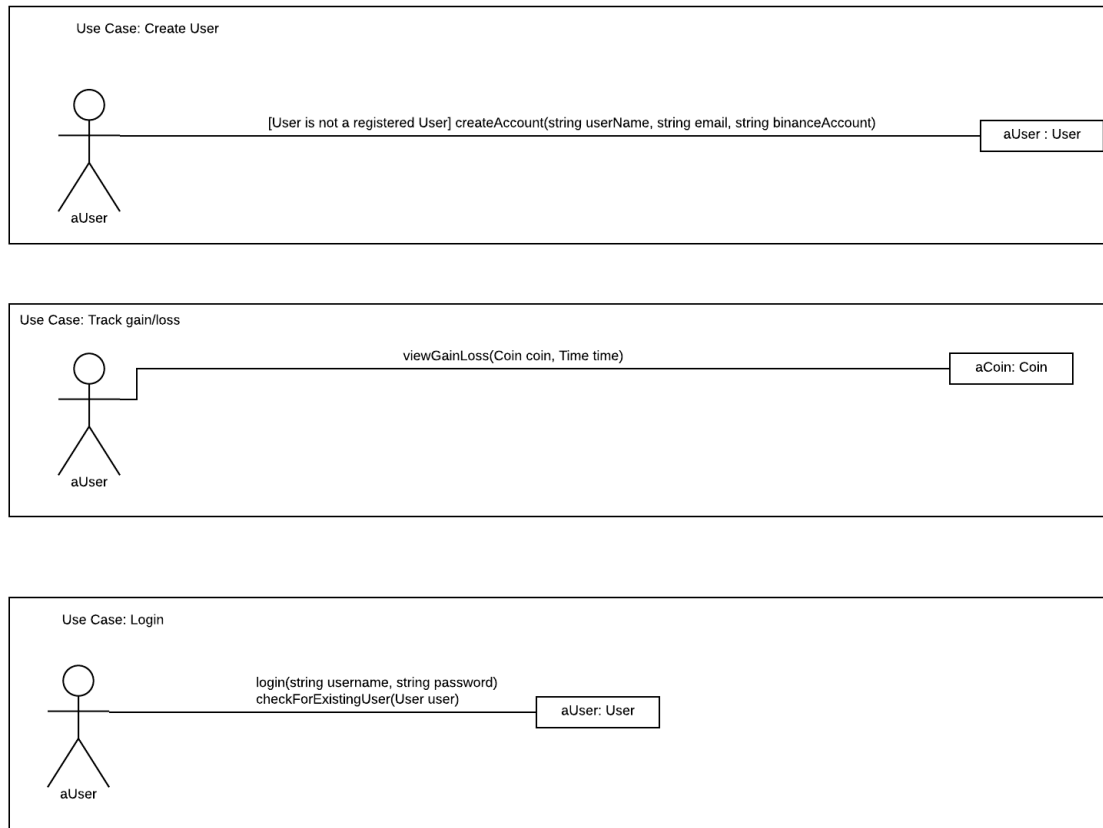 Use Case: Create User
[User is not a registered User] createAccount(string userName, string email, string binanceAccount)
aUser : User
aUser
Use Case: Track gain/loss
viewGainLoss(Coin coin, Time time)
aCoin: Coin
aUser
Use Case: Login
login(string username, string password)
checkForExistingUser(User user)
aUser: User
aUser